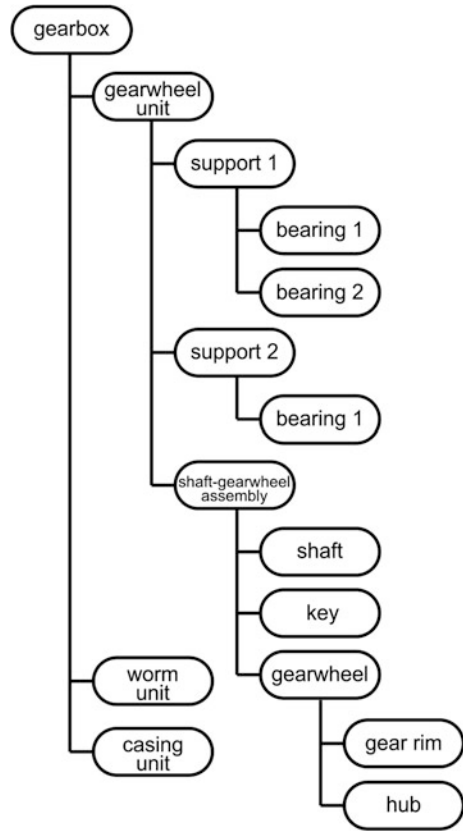 gearbox
gearwheel
unit
support 1
bearing 1
bearing 2
support 2
bearing 1
shaft-gearwheel
assembly
shaft
key
gearwheel
worm
unit
gear rim
casing
unit
hub